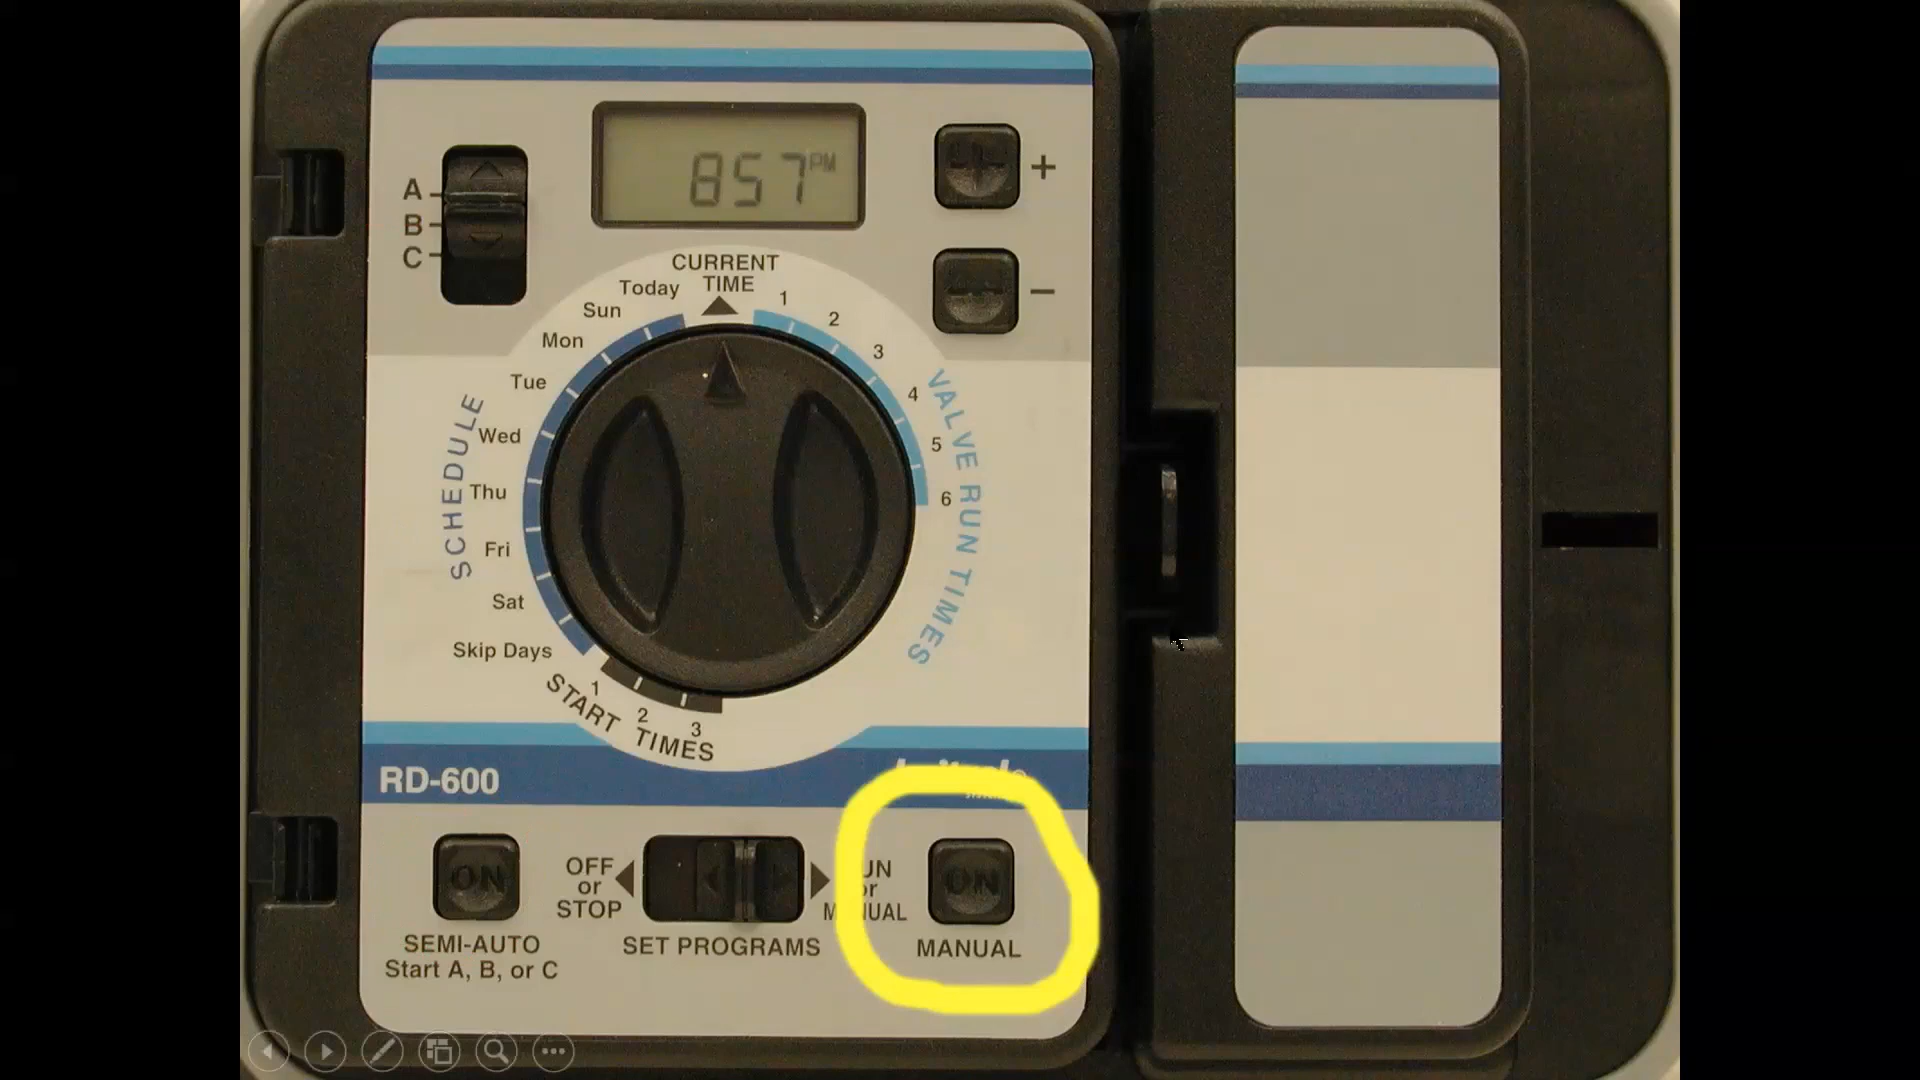 857 PM
+
−
A
B
C
CURRENT
TIME
Today
Sun
Mon
Tue
Wed
Thu
Fri
Sat
Skip Days
SCHEDULE
1
2
3
4
5
6
VALVE RUN TIMES
1
2
3
START TIMES
RD-600
ON
SEMI-AUTO
Start A, B, or C
OFF
or
STOP
SET PROGRAMS
ON
MANUAL